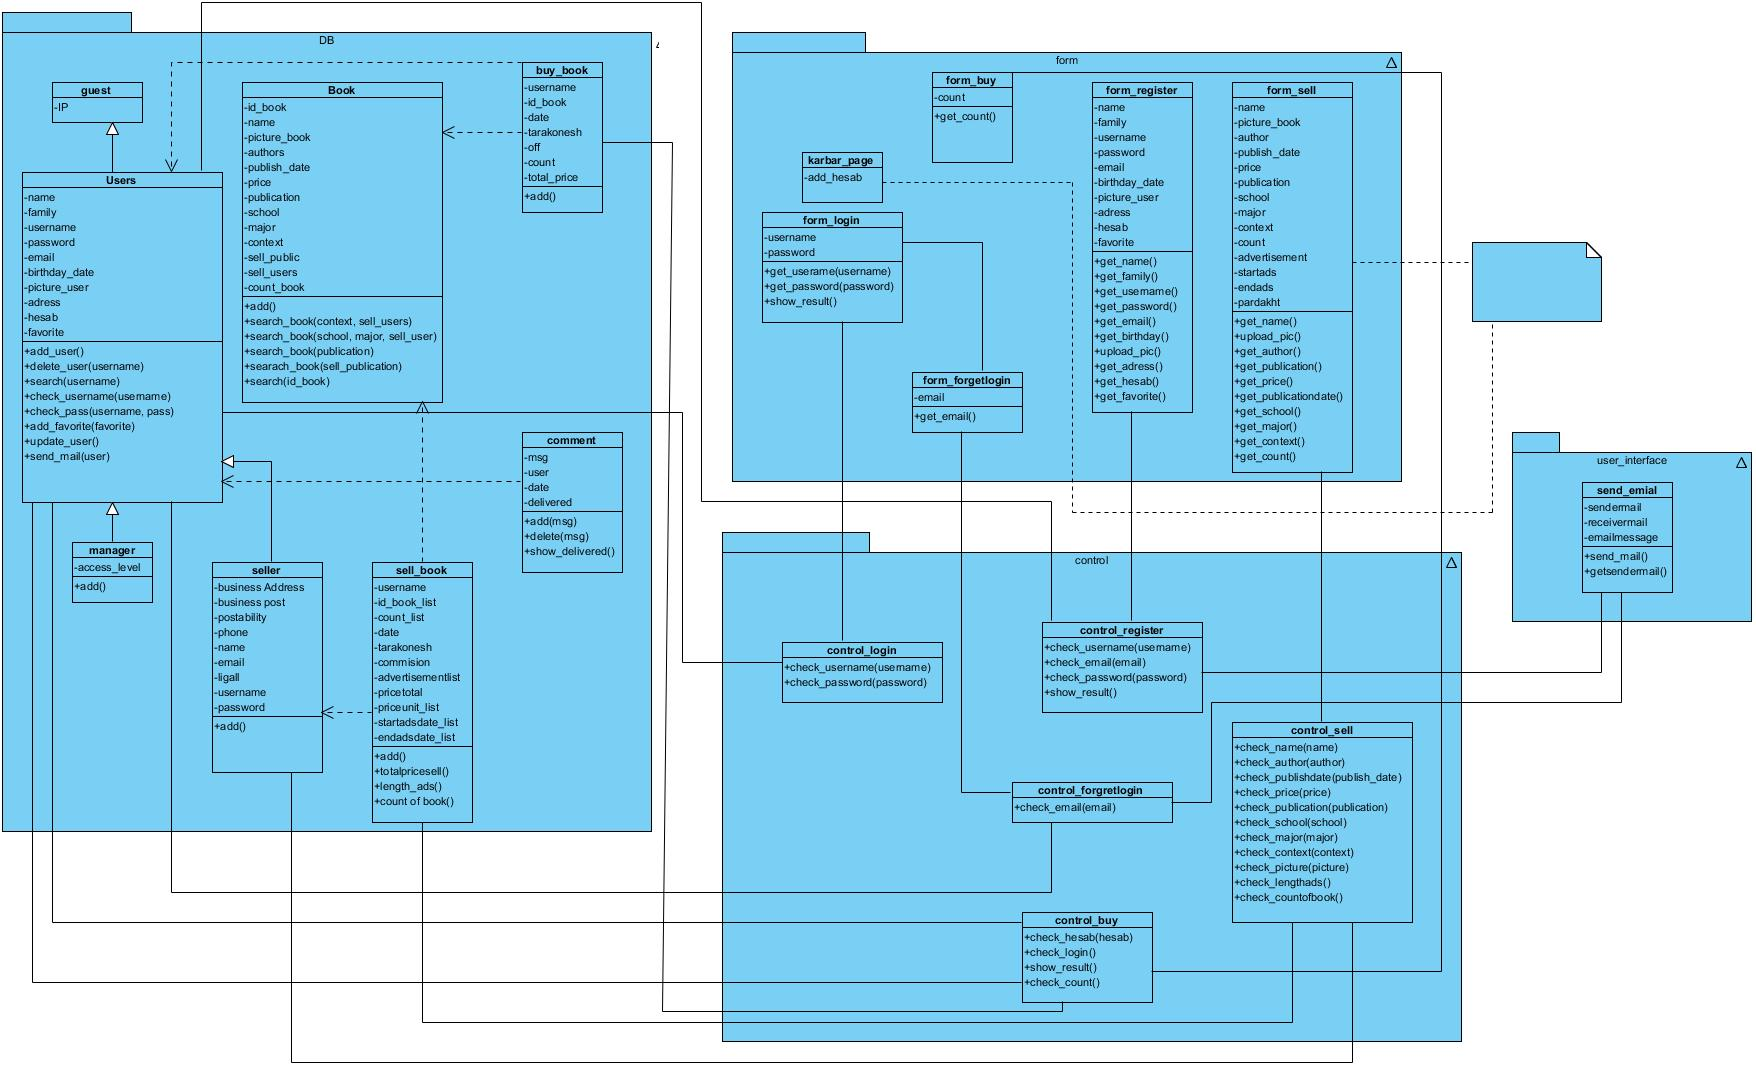 DB
guest
-IP
Users
-name
-family
-username
-password
-email
-birthday_date
-picture_user
-adress
-hesab
-favorite
+add_user()
+delete_user(username)
+search(username)
+check_username(username)
+check_pass(username, pass)
+add_favorite(favorite)
+update_user()
+send_mail(user)
manager
-access_level
+add()
Book
-id_book
-name
-picture_book
-authors
-publish_date
-price
-publication
-school
-major
-context
-sell_public
-sell_users
-count_book
+add()
+search_book(context, sell_users)
+search_book(school, major, sell_user)
+search_book(publication)
+searach_book(sell_publication)
+search(id_book)
buy_book
-username
-id_book
-date
-tarakonesh
-off
-count
-total_price
+add()
comment
-msg
-user
-date
-delivered
+add(msg)
+delete(msg)
+show_delivered()
seller
-business Address
-business post
-postability
-phone
-name
-email
-ligall
-username
-password
+add()
sell_book
-username
-id_book_list
-count_list
-date
-tarakonesh
-commision
-advertisementlist
-pricetotal
-priceunit_list
-startadsdate_list
-endadsdate_list
+add()
+totalpricesell()
+length_ads()
+count of book()
form
form_buy
-count
+get_count()
karbar_page
-add_hesab
form_login
-username
-password
+get_userame(username)
+get_password(password)
+show_result()
form_forgetlogin
-email
+get_email()
form_register
-name
-family
-username
-password
-email
-birthday_date
-picture_user
-adress
-hesab
-favorite
+get_name()
+get_family()
+get_username()
+get_password()
+get_email()
+get_birthday()
+upload_pic()
+get_adress()
+get_hesab()
+get_favorite()
form_sell
-name
-picture_book
-author
-publish_date
-price
-publication
-school
-major
-context
-count
-advertisement
-startads
-endads
-pardakht
+get_name()
+upload_pic()
+get_author()
+get_publication()
+get_price()
+get_publicationdate()
+get_school()
+get_major()
+get_context()
+get_count()
user_interface
send_emial
-sendermail
-receivermail
-emailmessage
+send_mail()
+getsendermail()
control
control_login
+check_username(username)
+check_password(password)
control_register
+check_username(username)
+check_email(email)
+check_password(password)
+show_result()
control_forgretlogin
+check_email(email)
control_sell
+check_name(name)
+check_author(author)
+check_publishdate(publish_date)
+check_price(price)
+check_publication(publication)
+check_school(school)
+check_major(major)
+check_context(context)
+check_picture(picture)
+check_lengthads()
+check_countofbook()
control_buy
+check_hesab(hesab)
+check_login()
+show_result()
+check_count()